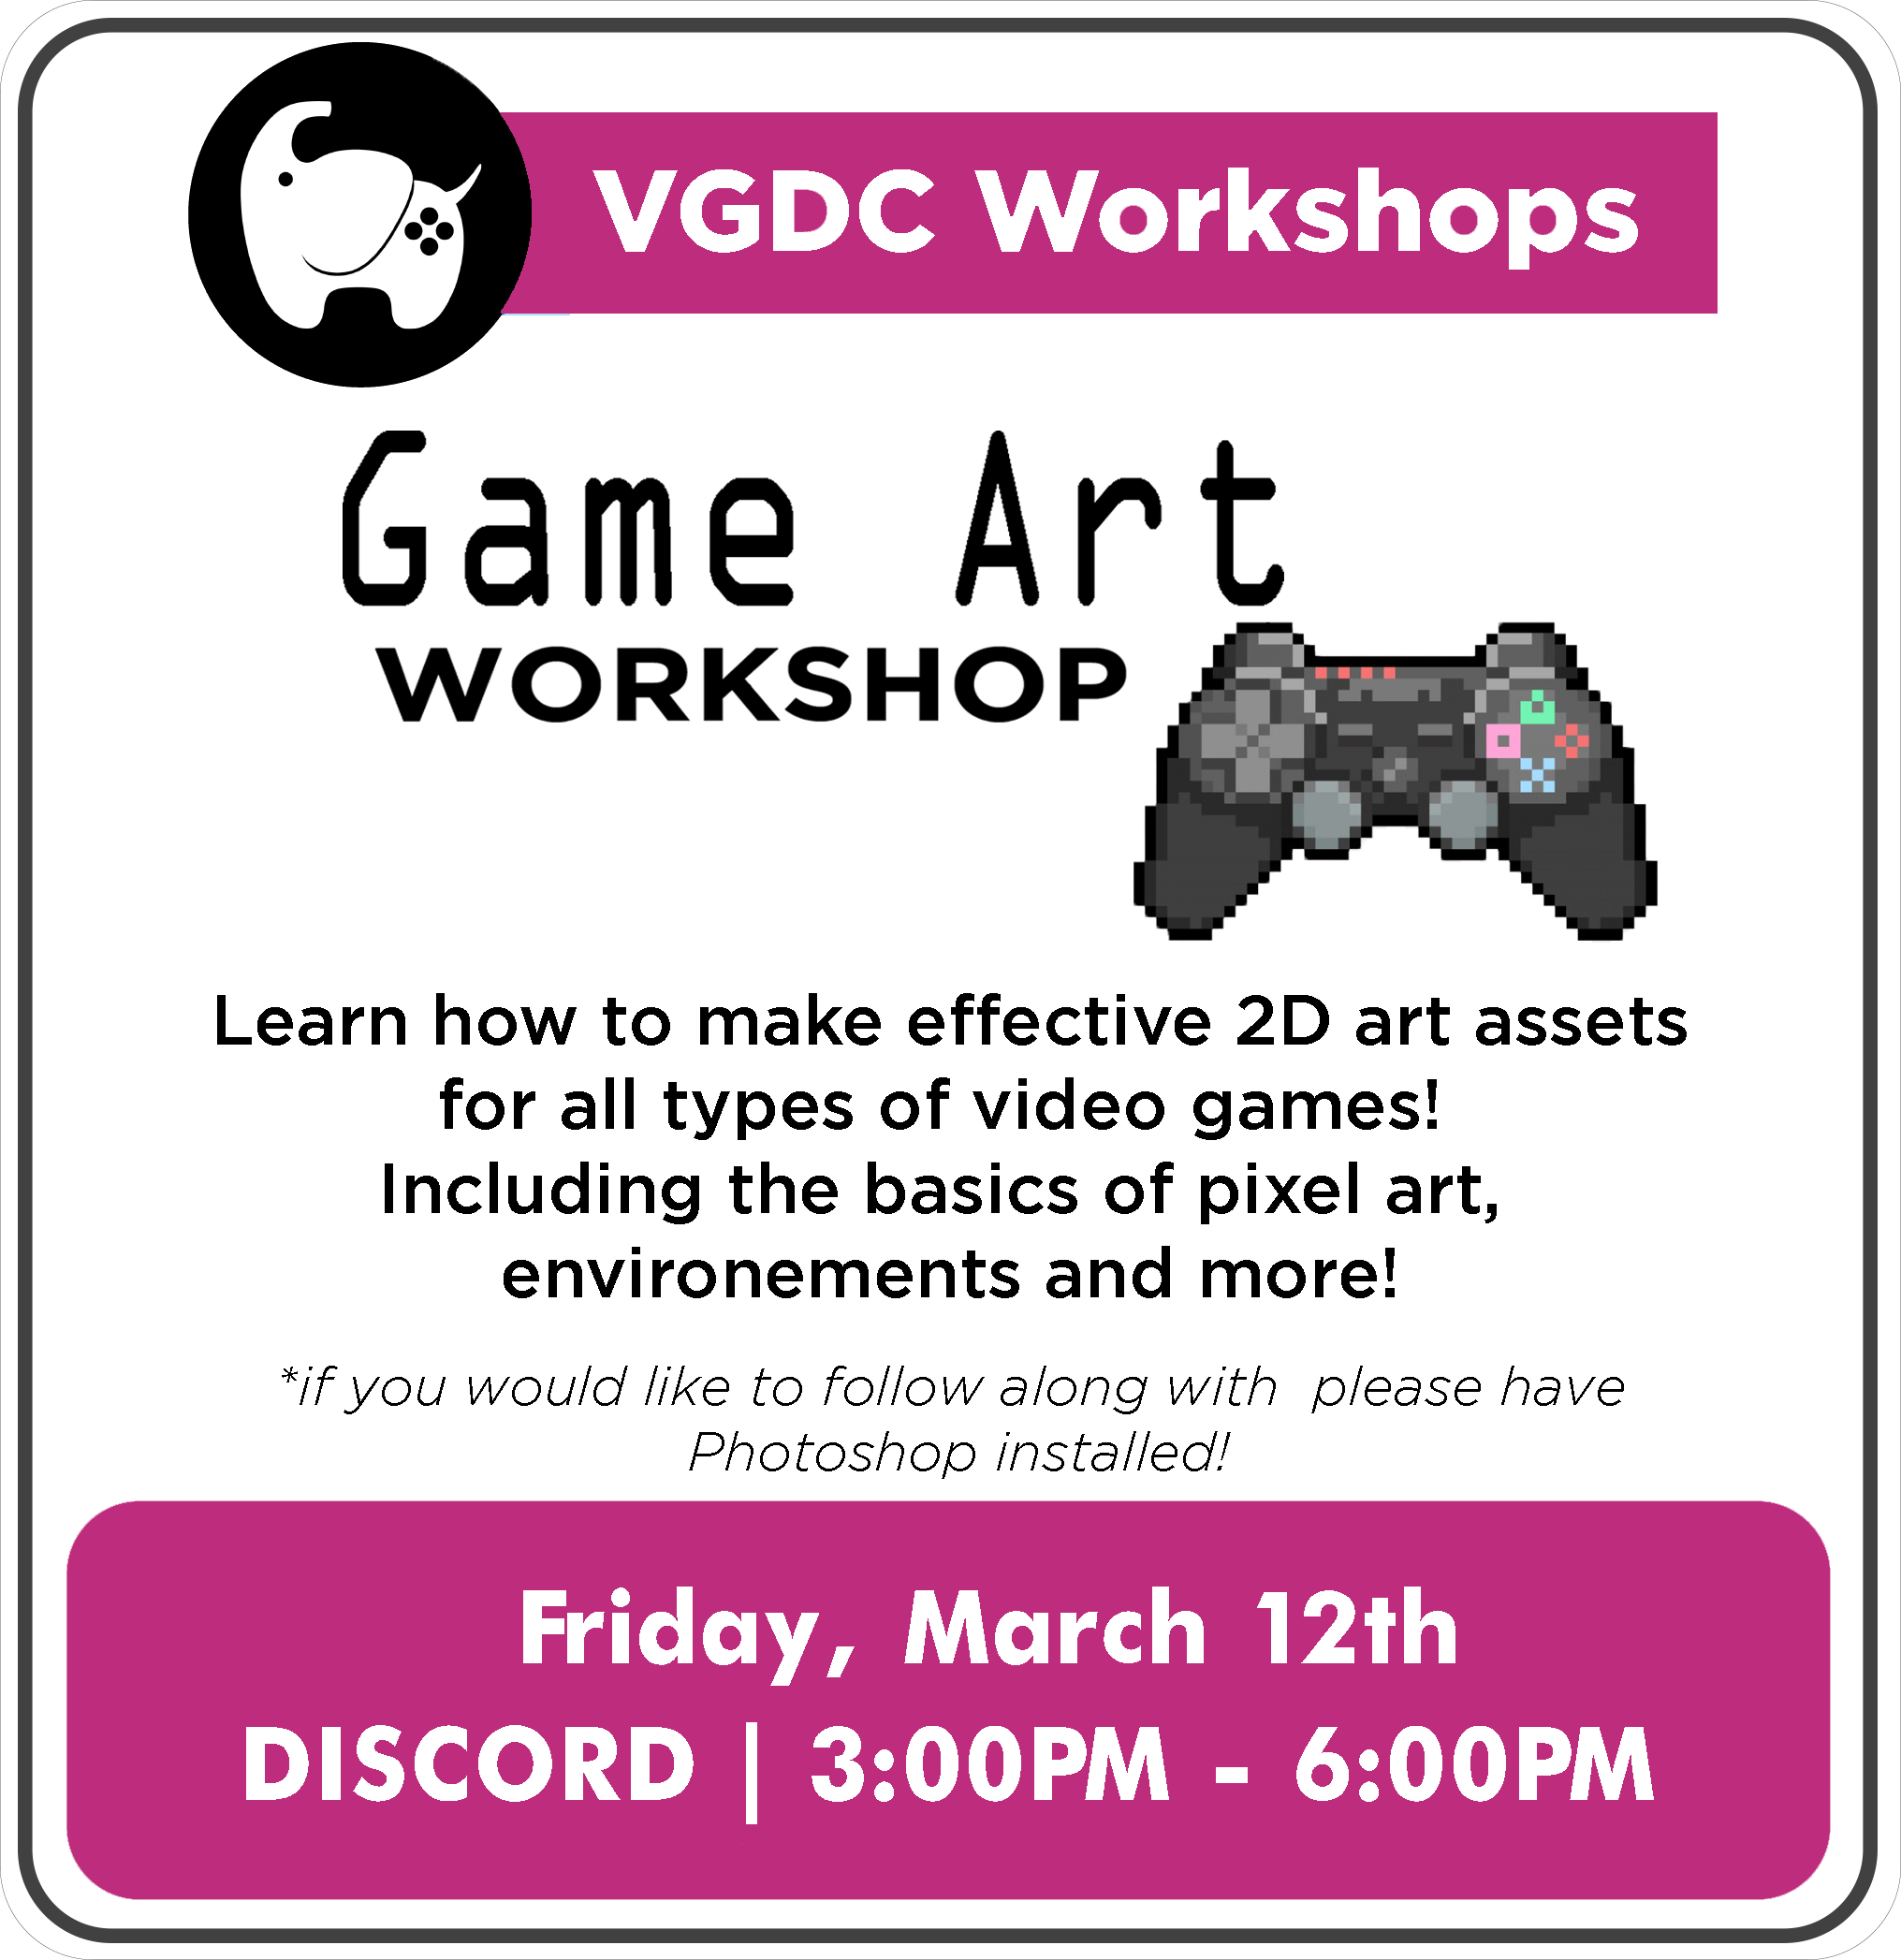 VGDC Workshops
Game Art
WORKSHOP
Learn how to make effective 2D art assets
for all types of video games!
Including the basics of pixel art,
environements and more!
*if you would like to follow along with  please have
Photoshop installed!
Friday, March 12th
DISCORD | 3:00PM - 6:00PM